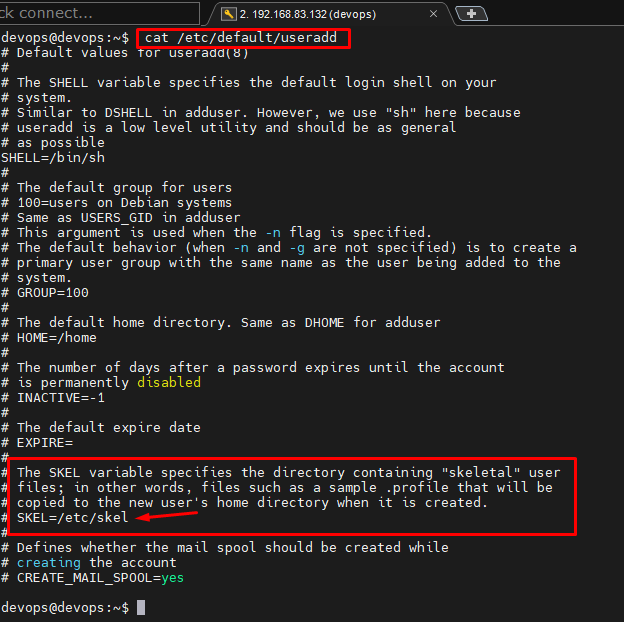 ck connect...
2. 192.168.83.132 (devops)
devops@devops:~$ cat /etc/default/useradd
# Default values for useradd(8)
#
# The SHELL variable specifies the default login shell on your
# system.
# Similar to DSHELL in adduser. However, we use "sh" here because
# useradd is a low level utility and should be as general
# as possible
SHELL=/bin/sh
#
# The default group for users
# 100=users on Debian systems
# Same as USERS_GID in adduser
# This argument is used when the -n flag is specified.
# The default behavior (when -n and -g are not specified) is to create a
# primary user group with the same name as the user being added to the
# system.
# GROUP=100
#
# The default home directory. Same as DHOME for adduser
# HOME=/home
#
# The number of days after a password expires until the account
# is permanently disabled
# INACTIVE=-1
#
# The default expire date
# EXPIRE=
#
# The SKEL variable specifies the directory containing "skeletal" user
# files; in other words, files such as a sample .profile that will be
# copied to the new user's home directory when it is created.
# SKEL=/etc/skel
#
# Defines whether the mail spool should be created while
# creating the account
# CREATE_MAIL_SPOOL=yes
devops@devops:~$